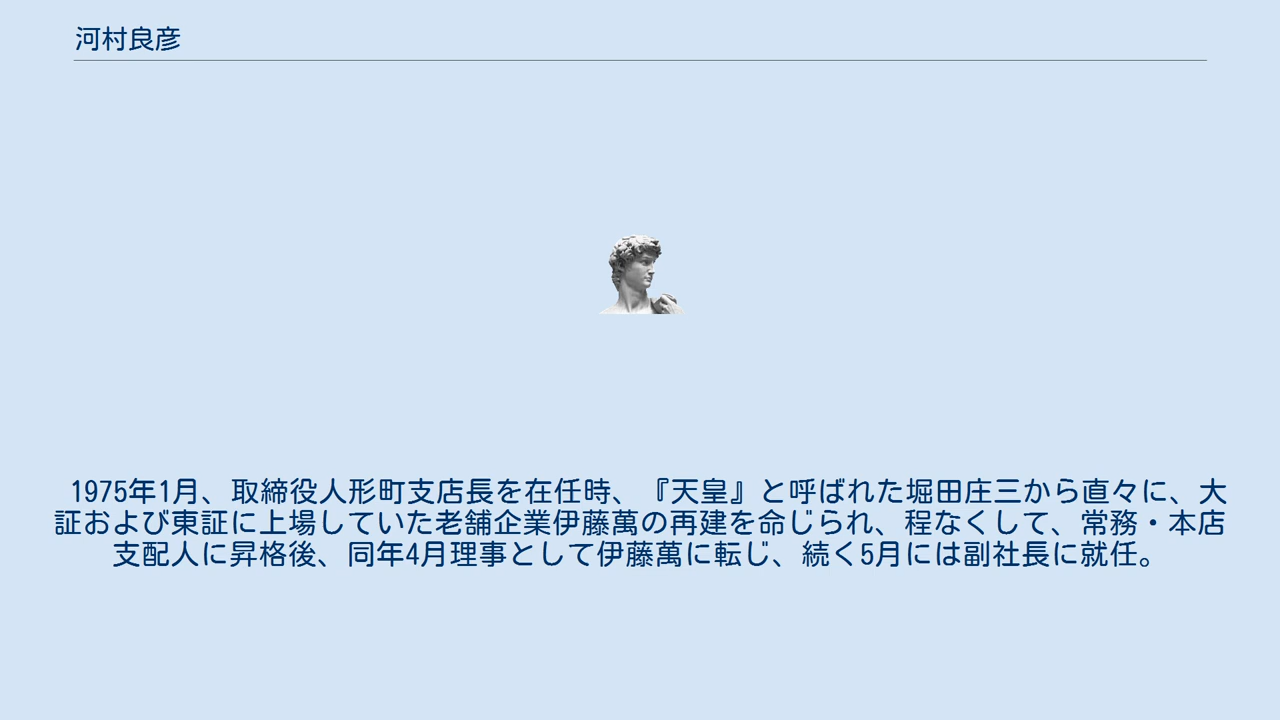 河村良彦
1975年1月、取締役人形町支店長を在任時、『天皇』と呼ばれた堀田庄三から直々に、大
証および東証に上場していた老舗企業伊藤萬の再建を命じられ、程なくして、常務・本店
支配人に昇格後、同年4月理事として伊藤萬に転じ、続く5月には副社長に就任。